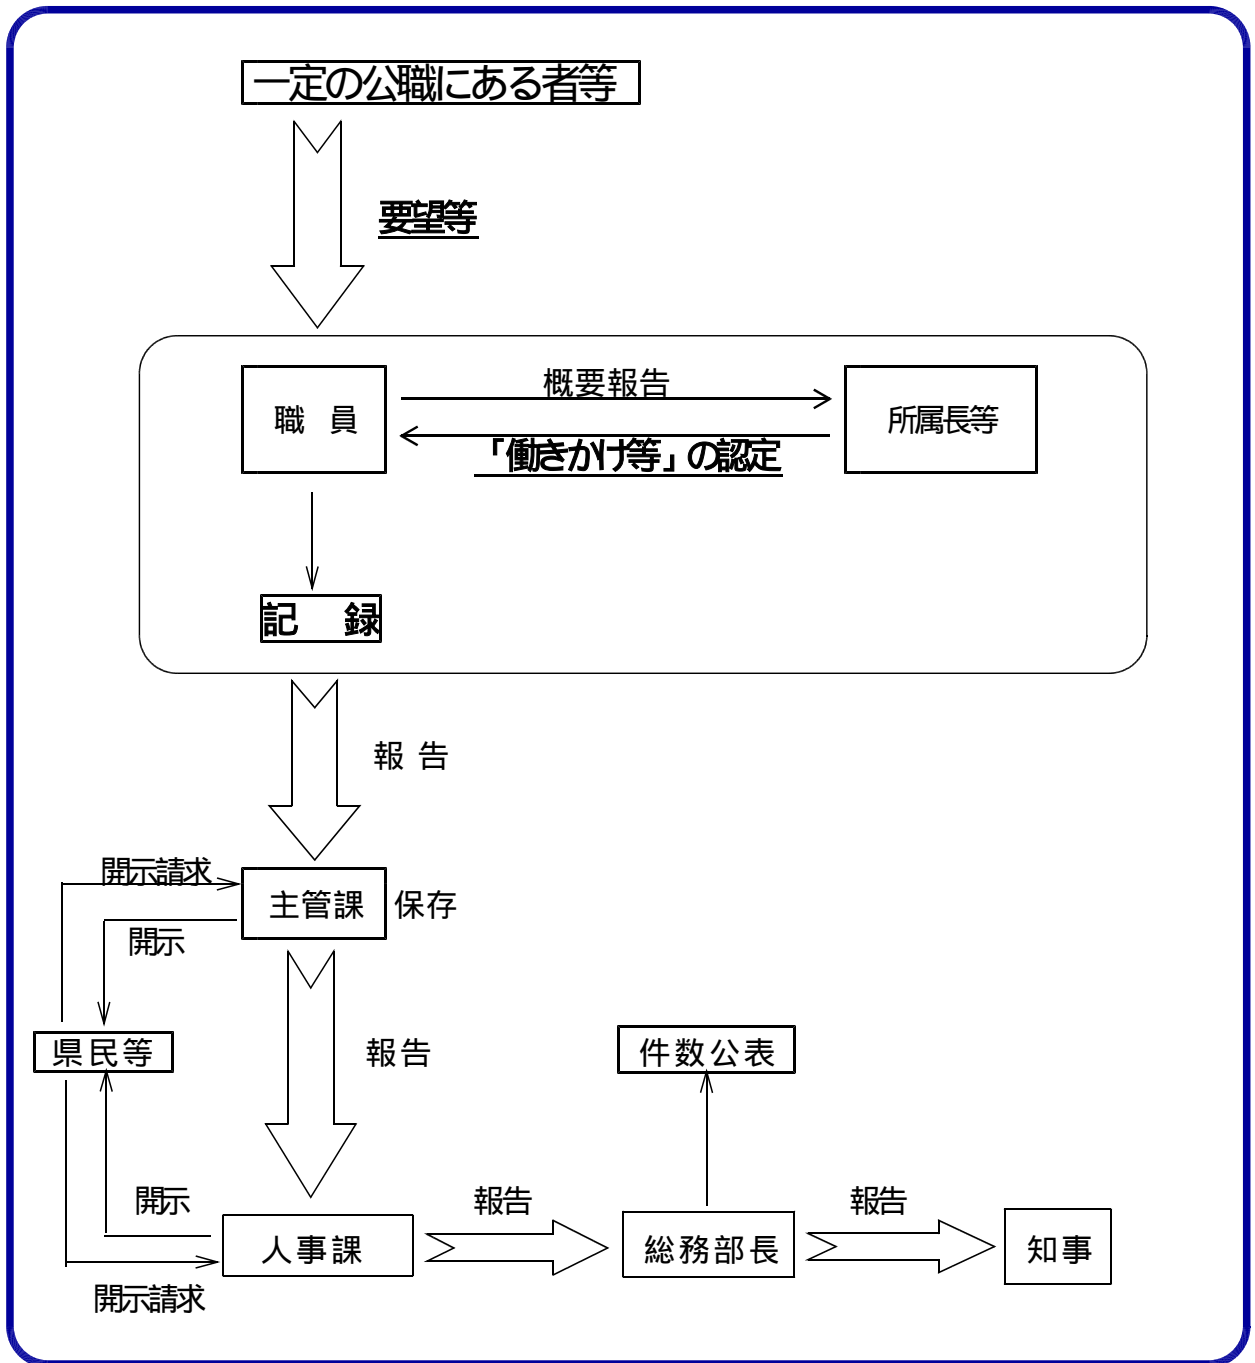 一定の公職にある者等
要望等
概要報告
職 員
所属長等
「働きかけ等」の認定
記 録
報 告
開示請求
主管課 保存
開示
県民等
報告
件数公表
開示
報告
報告
人事課
総務部長
知事
開示請求